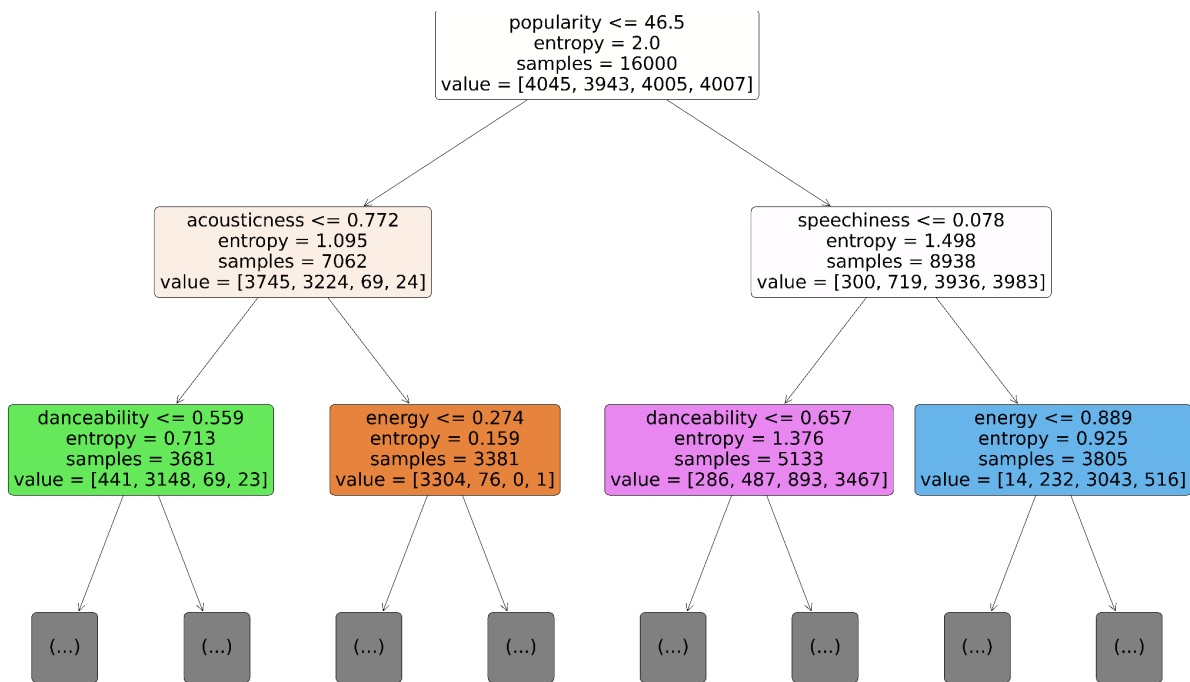 popularity <= 46.5
entropy = 2.0
samples = 16000
value = [4045, 3943, 4005, 4007]
acousticness <= 0.772
entropy = 1.095
samples = 7062
value = [3745, 3224, 69, 24]
speechiness <= 0.078
entropy = 1.498
samples = 8938
value = [300, 719, 3936, 3983]
danceability <= 0.559
entropy = 0.713
samples = 3681
value = [441, 3148, 69, 23]
energy <= 0.274
entropy = 0.159
samples = 3381
value = [3304, 76, 0, 1]
danceability <= 0.657
entropy = 1.376
samples = 5133
value = [286, 487, 893, 3467]
energy <= 0.889
entropy = 0.925
samples = 3805
value = [14, 232, 3043, 516]
(...)
(...)
(...)
(...)
(...)
(...)
(...)
(...)